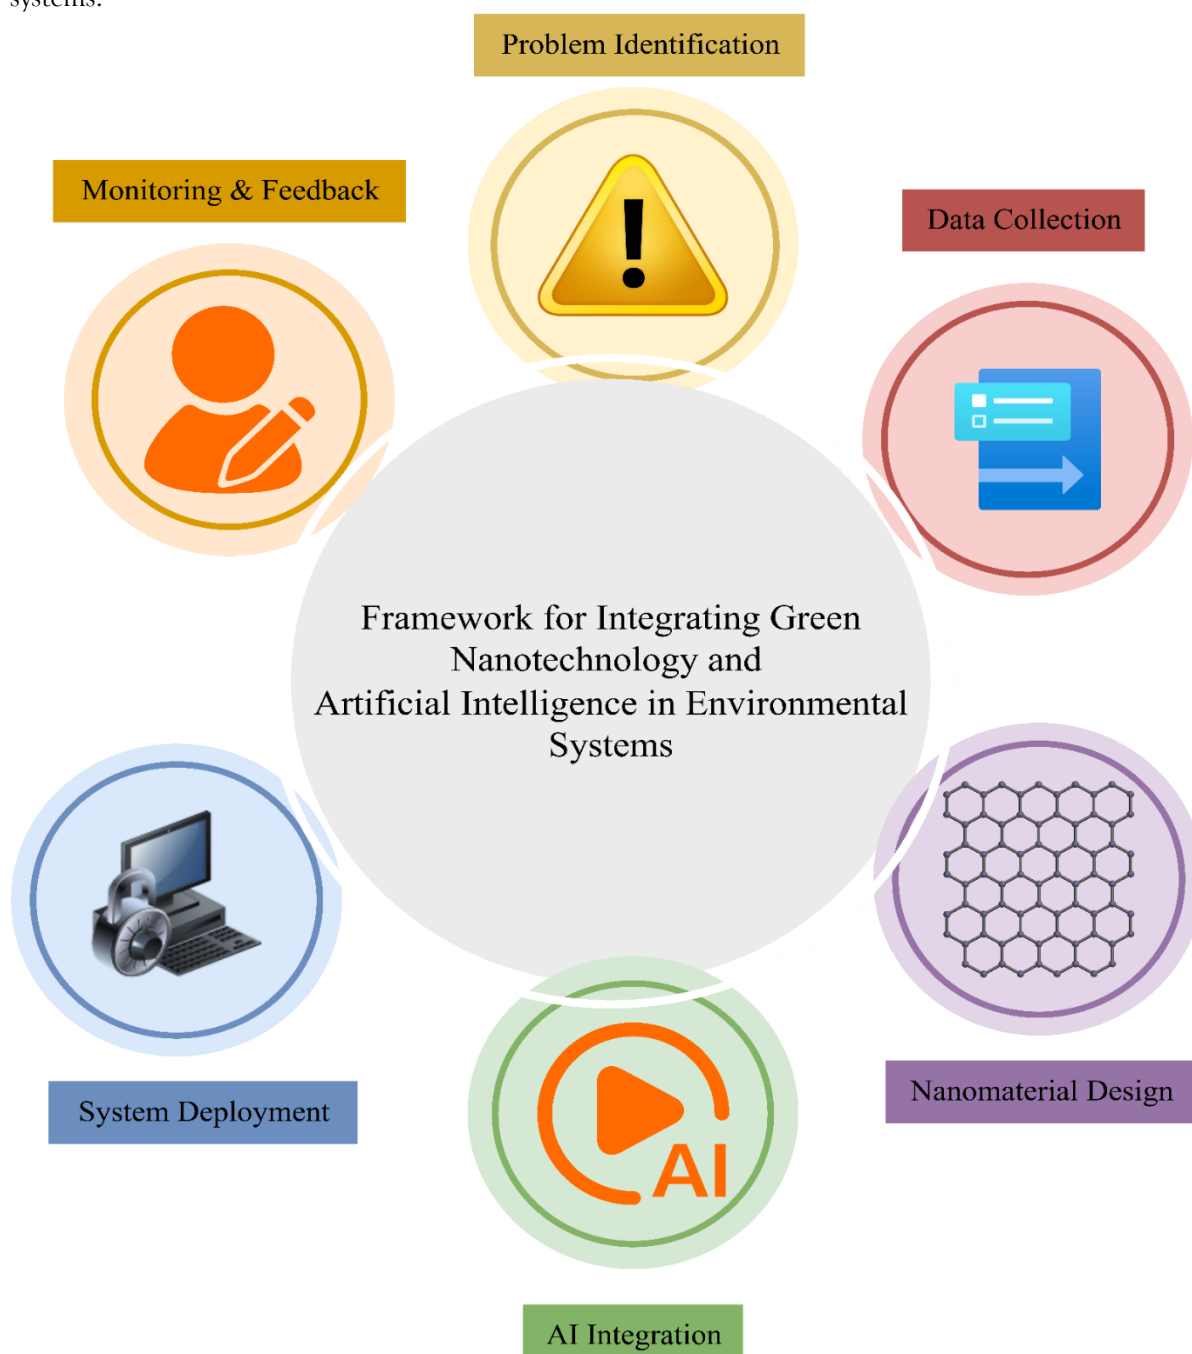 systems.
Problem Identification
Monitoring & Feedback
Data Collection
Framework for Integrating Green
Nanotechnology and
Artificial Intelligence in Environmental
Systems
System Deployment
Nanomaterial Design
AI
AI Integration